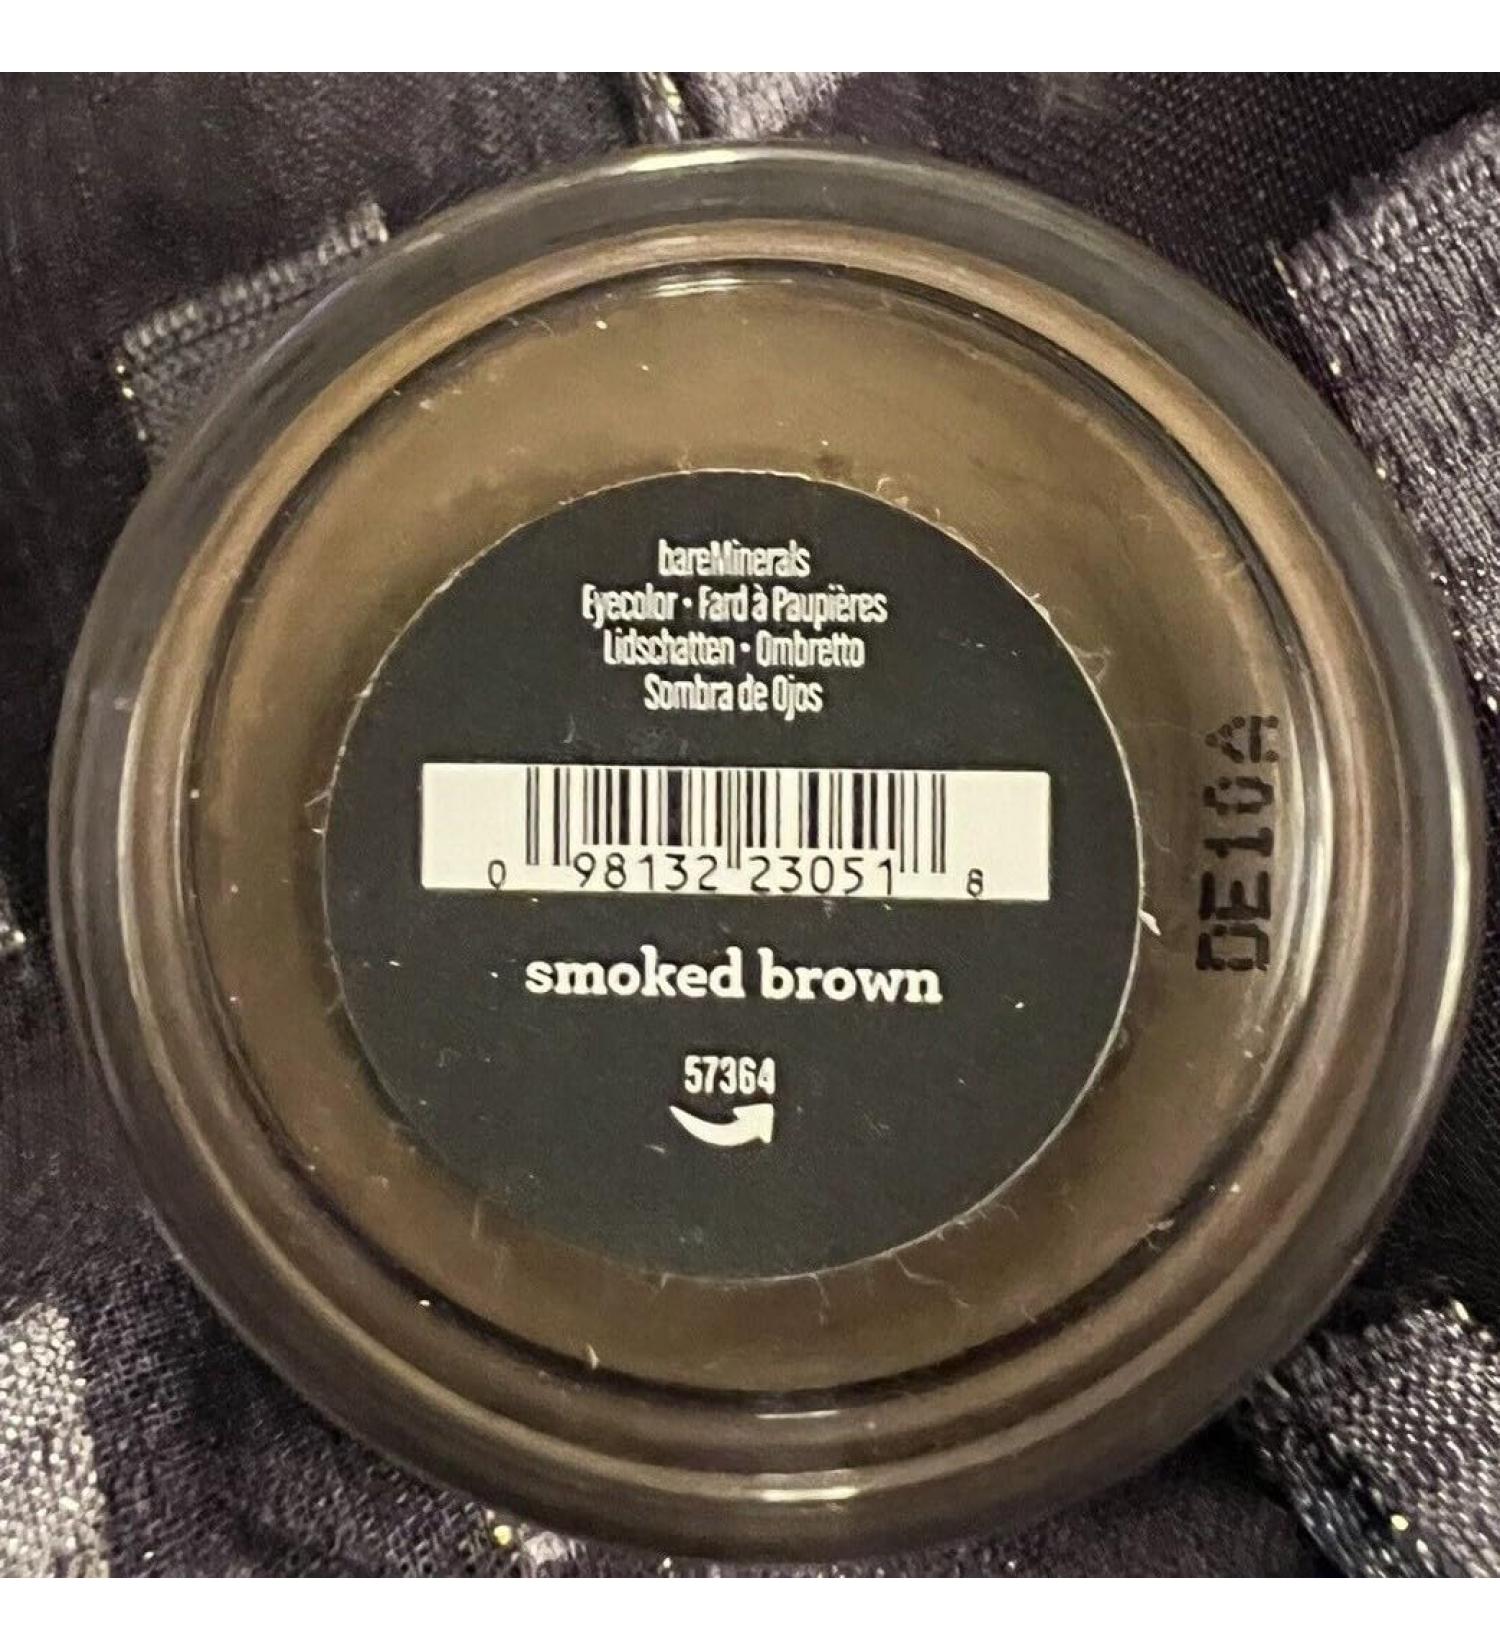 bareMinerals
Eyecolor • Fard à Paupières
Lidschatten • Ombretto
Sombra de Ojos
0 98132 23051 8
smoked brown
57364
DE10A